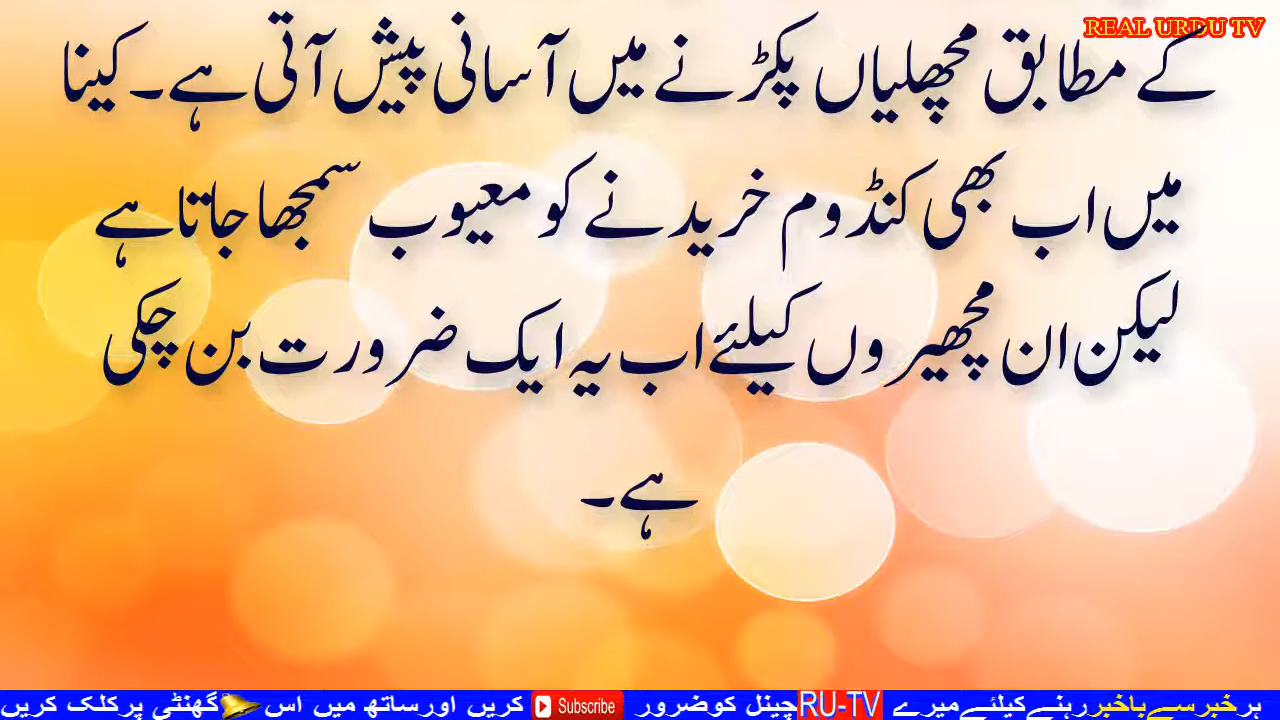 REAL URDU TV
کے مطابق مچھلیاں پکڑنے میں آسانی پیش آتی ہے۔ کینا
میں اب بھی کنڈوم خریدنے کو معیوب سمجھا جاتا ہے
لیکن ان مچھیروں کیلئے اب یہ ایک ضرورت بن چکی
ہے۔
ہر خبر سے باخبر رہنے کیلئے میرے RU-TV چینل کو ضرور Subscribe کریں اور ساتھ میں اس گھنٹی پر کلک کریں